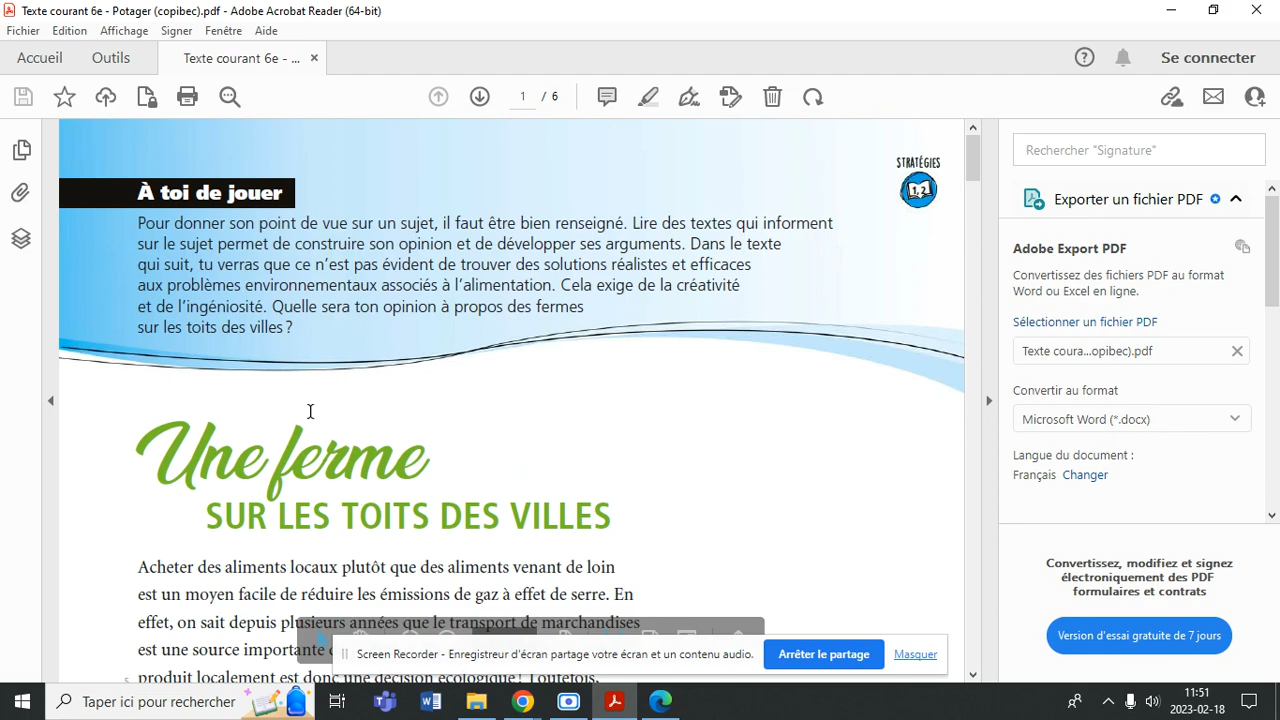 Texte courant 6e - Potager (copibec).pdf - Adobe Acrobat Reader (64-bit)
Fichier Edition Affichage Signer Fenêtre Aide
Accueil Outils Texte courant 6e - ... Se connecter
1 / 6
Rechercher "Signature"
STRATÉGIES
1, 2
À toi de jouer
Pour donner son point de vue sur un sujet, il faut être bien renseigné. Lire des textes qui informent
sur le sujet permet de construire son opinion et de développer ses arguments. Dans le texte
qui suit, tu verras que ce n'est pas évident de trouver des solutions réalistes et efficaces
aux problèmes environnementaux associés à l'alimentation. Cela exige de la créativité
et de l'ingéniosité. Quelle sera ton opinion à propos des fermes
sur les toits des villes ?
Une ferme
SUR LES TOITS DES VILLES
Acheter des aliments locaux plutôt que des aliments venant de loin
est un moyen facile de réduire les émissions de gaz à effet de serre. En
effet, on sait depuis plusieurs années que le transport de marchandises
est une source importante
5 produit localement est donc une décision écologique ! Toutefois,
Exporter un fichier PDF
Adobe Export PDF
Convertissez des fichiers PDF au format
Word ou Excel en ligne.
Sélectionner un fichier PDF
Texte coura...opibec).pdf
Convertir au format
Microsoft Word (*.docx)
Langue du document :
Français Changer
Convertissez, modifiez et signez
électroniquement des PDF
formulaires et contrats
Version d'essai gratuite de 7 jours
Screen Recorder - Enregistreur d'écran partage votre écran et un contenu audio. Arrêter le partage Masquer
Taper ici pour rechercher
11:51
2023-02-18